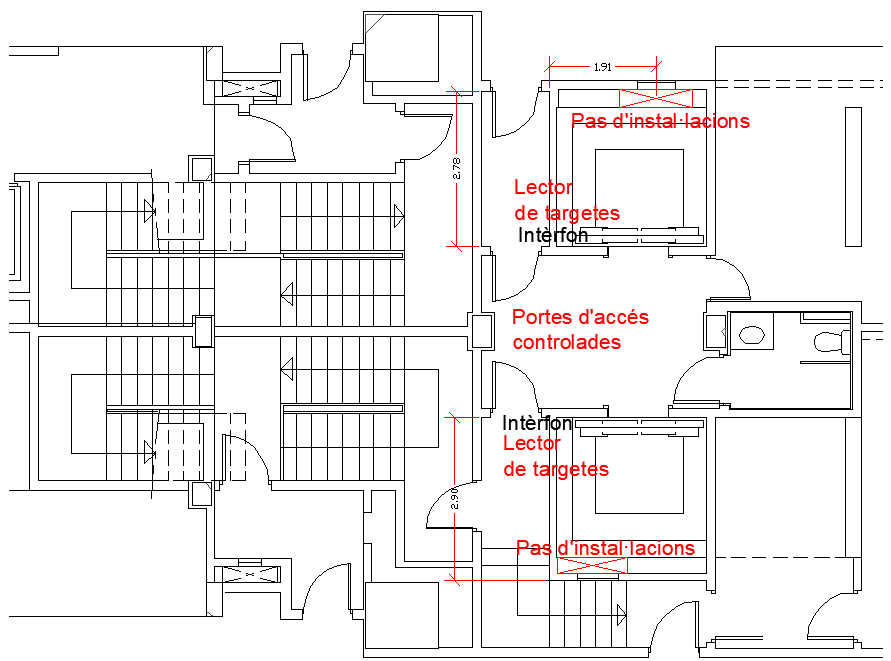 1.91
Pas d'instal·lacions
2.78
Lector
de targetes
Intèrfon
Portes d'accés
controlades
Intèrfon
Lector
de targetes
2.90
Pas d'instal·lacions